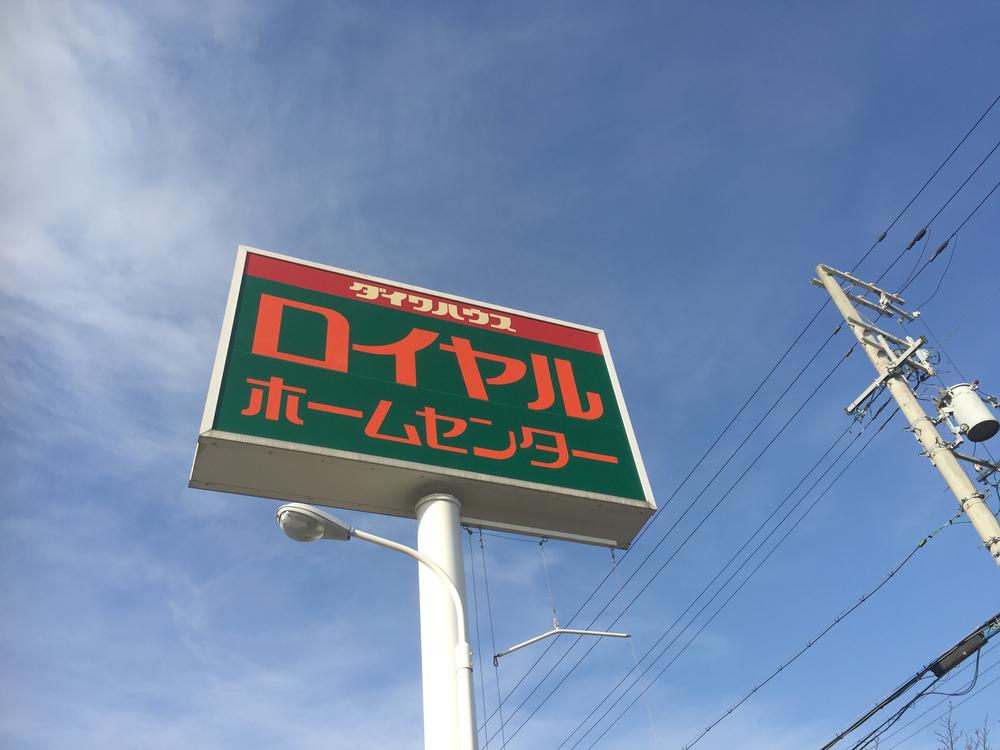 ダイワハウス
ロイヤル
ホームセンター